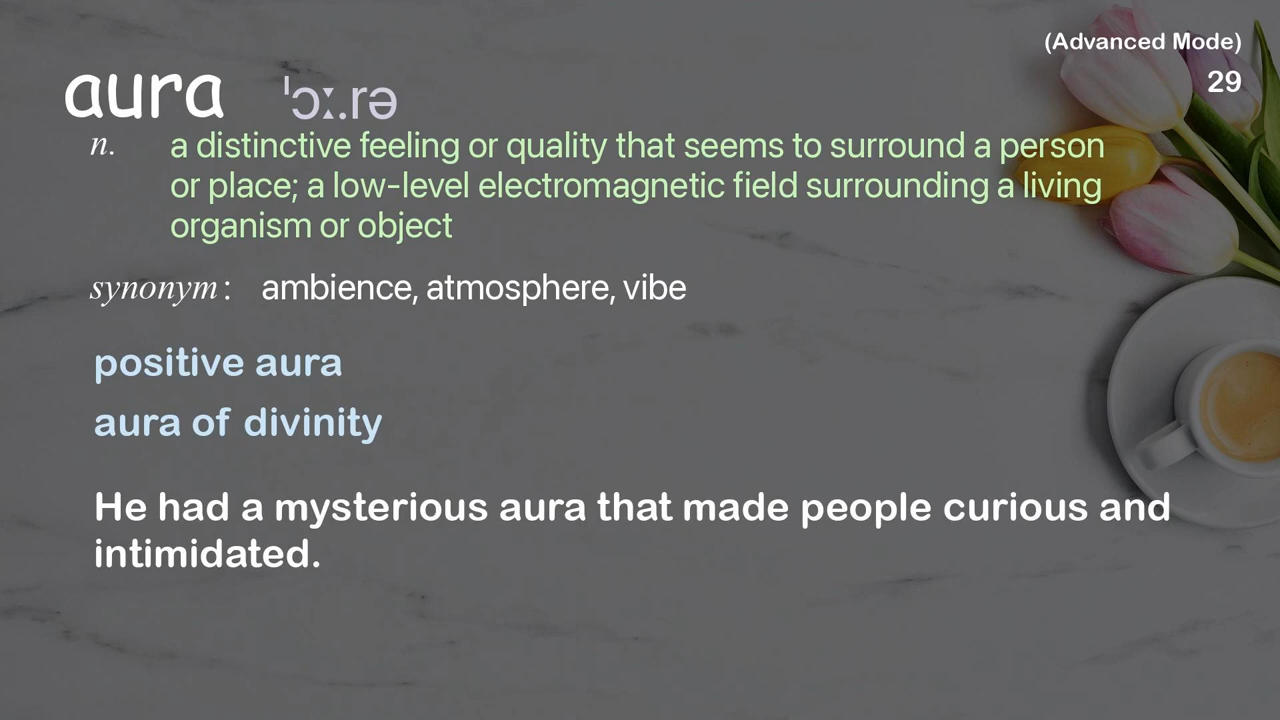 (Advanced Mode)
29
aura ˈɔː.rə
n. a distinctive feeling or quality that seems to surround a person
or place; a low-level electromagnetic field surrounding a living
organism or object
synonym: ambience, atmosphere, vibe
positive aura
aura of divinity
He had a mysterious aura that made people curious and
intimidated.